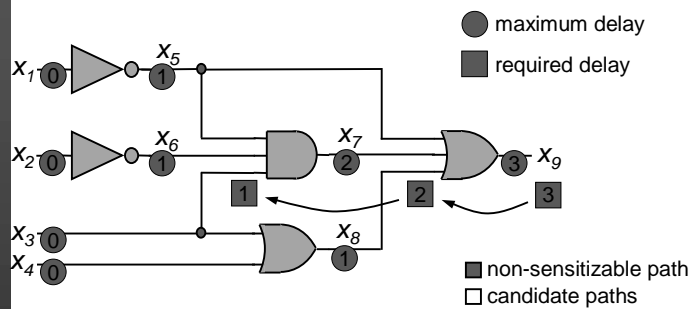 maximum delay
required delay
x1 0
x5 1
x2 0
x6 1
x7 2
3 x9
1
2
3
x3 0
x4 0
x8 1
non-sensitizable path
candidate paths